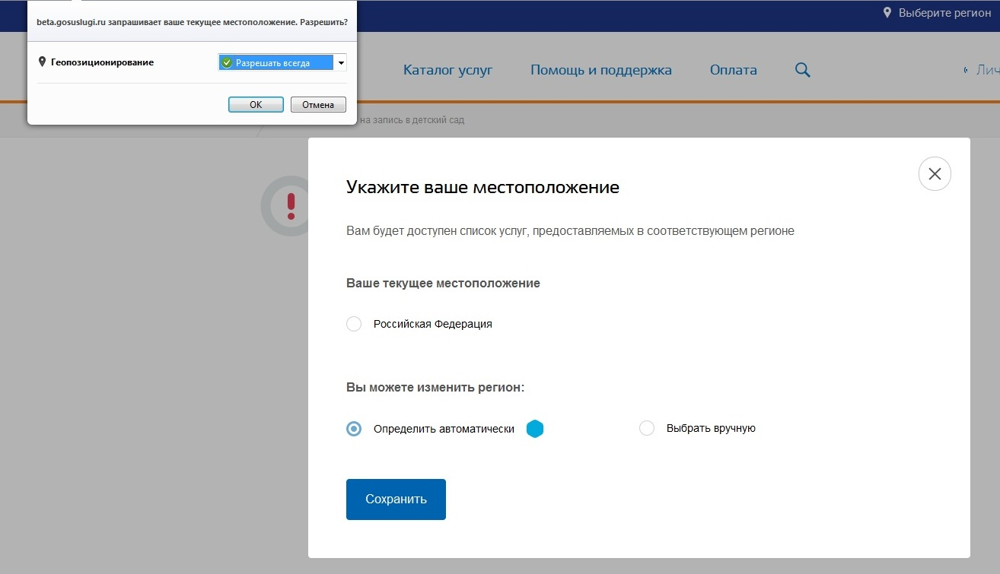 beta.gosuslugi.ru запрашивает ваше текущее местоположение. Разрешить?
Геопозиционирование
Разрешать всегда
ОК
Отмена
Выберите регион
Каталог услуг
Помощь и поддержка
Оплата
на запись в детский сад
Укажите ваше местоположение
Вам будет доступен список услуг, предоставляемых в соответствующем регионе
Ваше текущее местоположение
Российская Федерация
Вы можете изменить регион:
Определить автоматически
Выбрать вручную
Сохранить